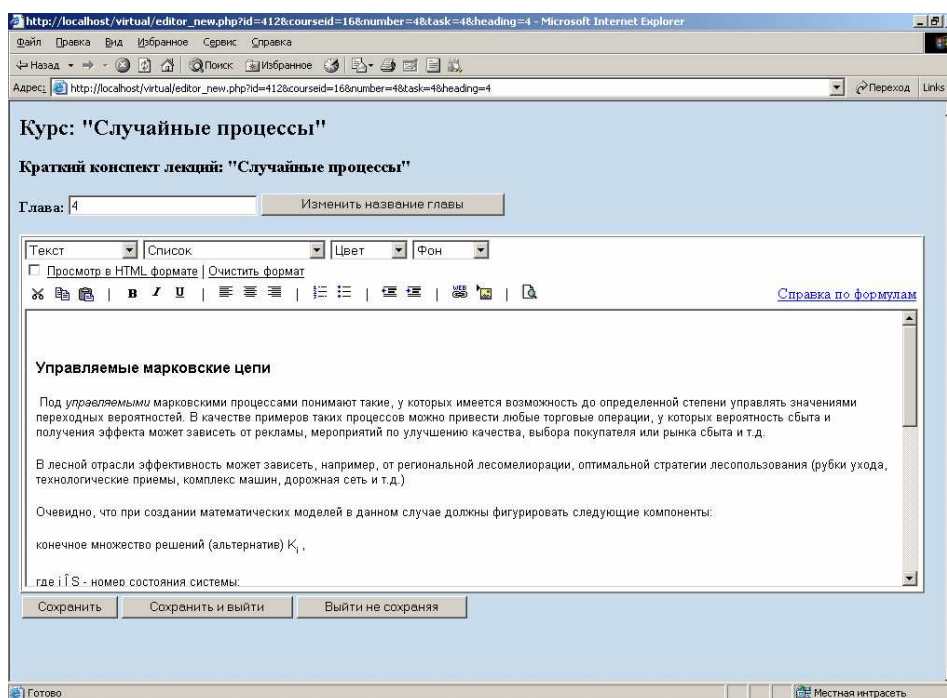 http://localhost/virtual/editor_new.php?id=412&courseid=16&number=4&task=4&heading=4 - Microsoft Internet Explorer
Файл Правка Вид Избранное Сервис Справка
Назад Поиск Избранное
Адрес: http://localhost/virtual/editor_new.php?id=412&courseid=16&number=4&task=4&heading=4 Переход Links
Курс: "Случайные процессы"
Краткий конспект лекций: "Случайные процессы"
Глава: 4 Изменить название главы
Текст Список Цвет Фон
Просмотр в HTML формате | Очистить формат
B I U Справка по формулам
Управляемые марковские цепи
Под управляемыми марковскими процессами понимают такие, у которых имеется возможность до определенной степени управлять значениями
переходных вероятностей. В качестве примеров таких процессов можно привести любые торговые операции, у которых вероятность сбыта и
получения эффекта может зависеть от рекламы, мероприятий по улучшению качества, выбора покупателя или рынка сбыта и т.д.
В лесной отрасли эффективность может зависеть, например, от региональной лесомелиорации, оптимальной стратегии лесопользования (рубки ухода,
технологические приемы, комплекс машин, дорожная сеть и т.д.)
Очевидно, что при создании математических моделей в данном случае должны фигурировать следующие компоненты:
конечное множество решений (альтернатив) Ki ,
где i Î S - номер состояния системы;
Сохранить Сохранить и выйти Выйти не сохраняя
Готово Местная интрасеть